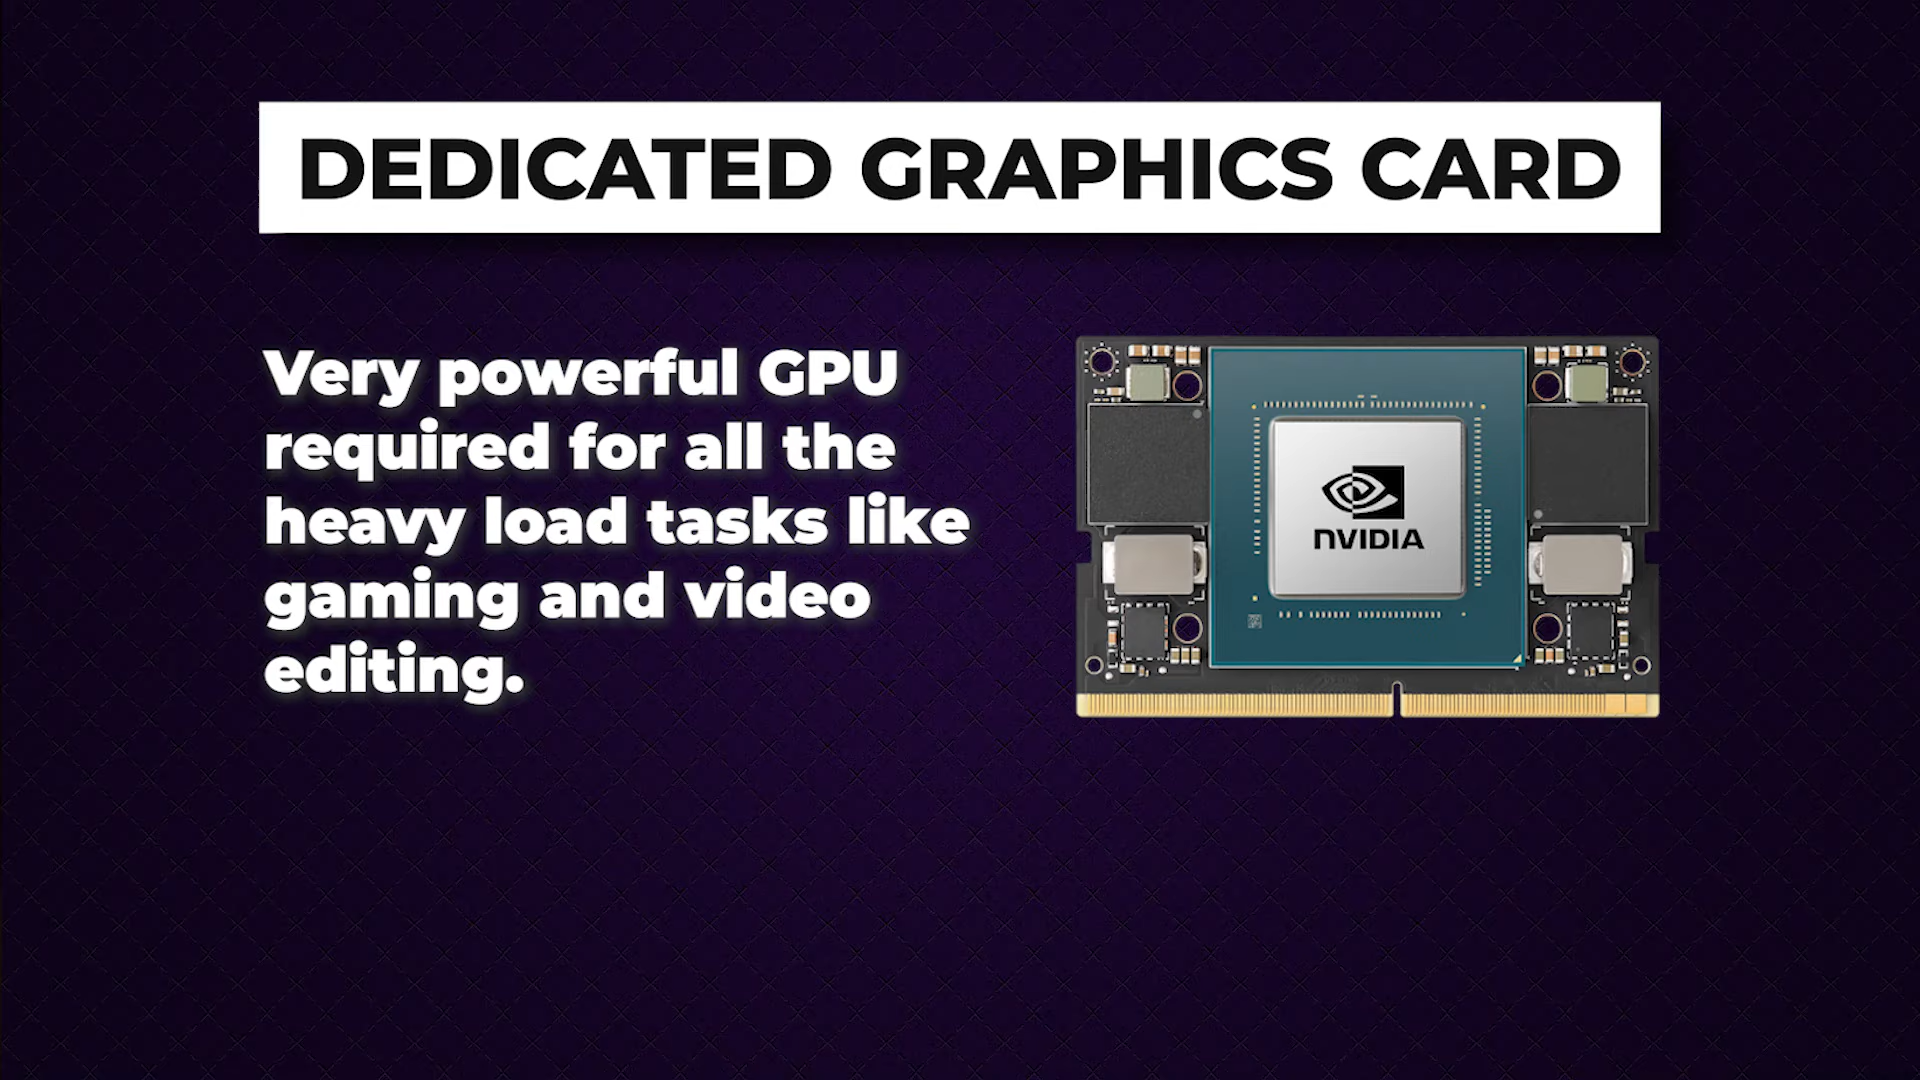 DEDICATED GRAPHICS CARD
Very powerful GPU
required for all the
heavy load tasks like
gaming and video
editing.
NVIDIA